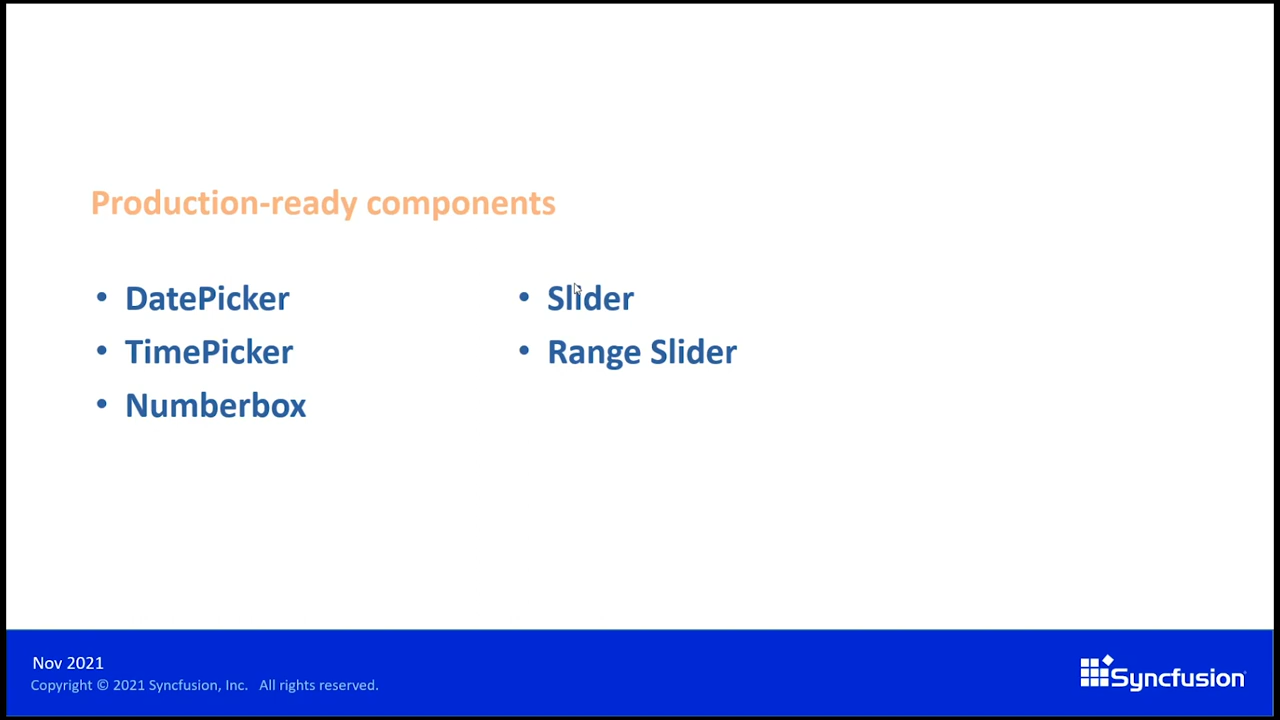 Production-ready components
• DatePicker
• TimePicker
• Numberbox
• Slider
• Range Slider
Nov 2021
Copyright © 2021 Syncfusion, Inc. All rights reserved.
Syncfusion